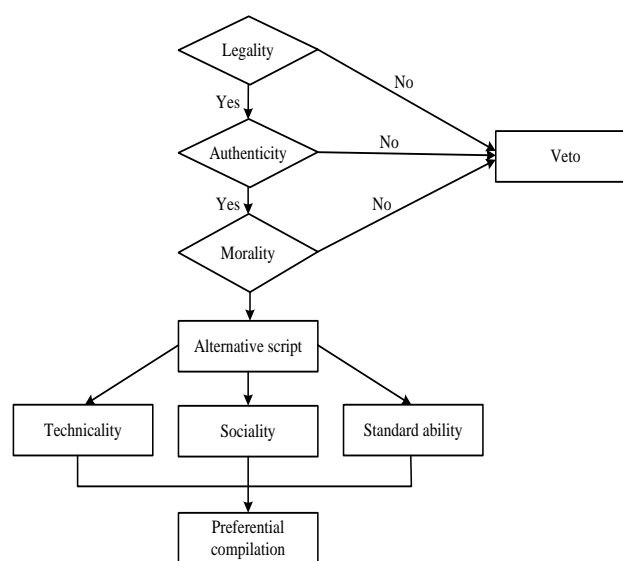 Legality
No
Yes
Authenticity
No
Veto
Yes
No
Morality
Alternative script
Technicality
Sociality
Standard ability
Preferential
compilation